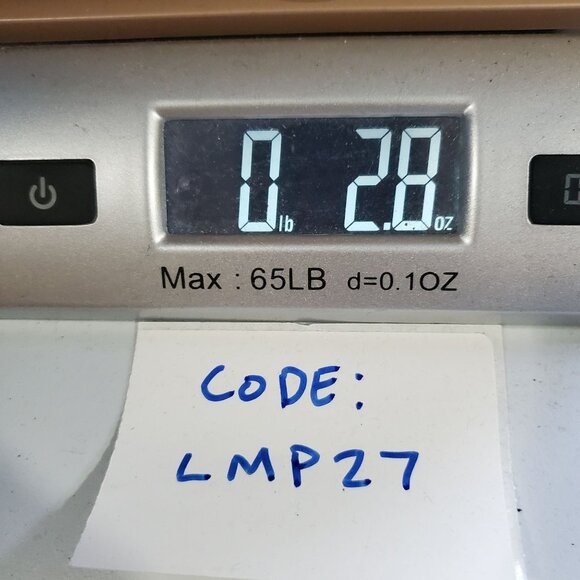 0 lb 2.8 oz
Max : 65LB d=0.1OZ
CODE:
LMP27